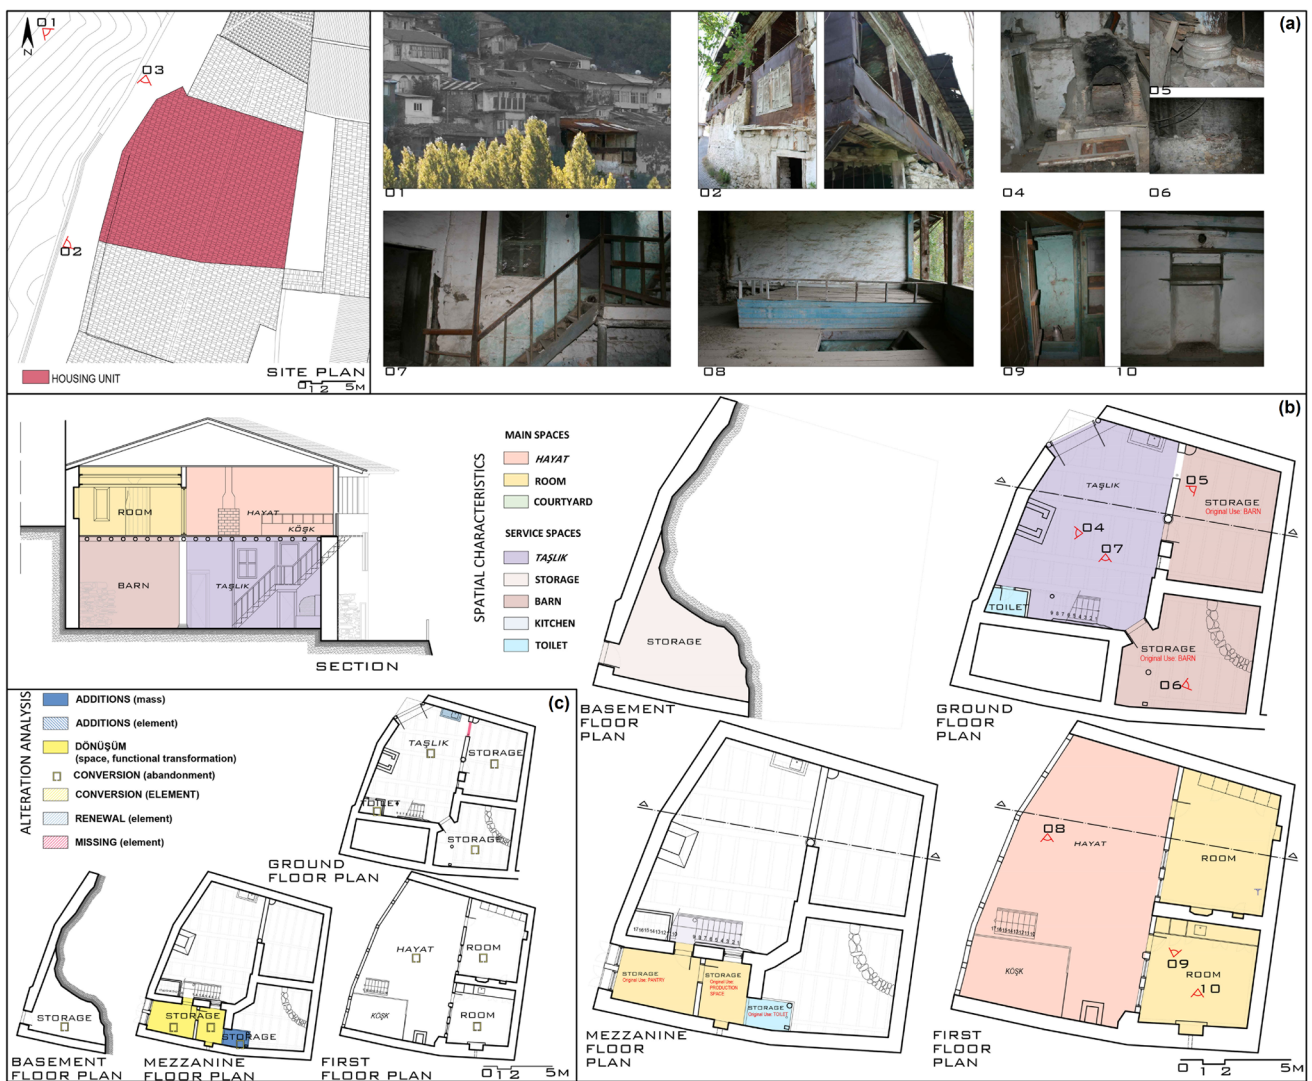 (a)
01
N
03
02
HOUSING UNIT
SITE PLAN
0 1 2 5M
01
02
04
05
06
07
08
09
10
(b)
ROOM
HAYAT
KÖŞK
BARN
TAŞLIK
SECTION
SPATIAL CHARACTERISTICS
MAIN SPACES
HAYAT
ROOM
COURTYARD
SERVICE SPACES
TAŞLIK
STORAGE
BARN
KITCHEN
TOILET
STORAGE
BASEMENT
FLOOR
PLAN
TAŞLIK
05
STORAGE
Original Use: BARN
04
07
TOILET
STORAGE
Original Use: BARN
06
GROUND
FLOOR
PLAN
STORAGE
Original Use: PANTRY
STORAGE
Original Use:
PRODUCTION
SPACE
STORAGE
Original Use: TOILET
MEZZANINE
FLOOR
PLAN
08
HAYAT
ROOM
KÖŞK
09
ROOM
10
FIRST
FLOOR
PLAN
0 1 2 5M
(c)
ALTERATION ANALYSIS
ADDITIONS (mass)
ADDITIONS (element)
DÖNÜŞÜM
(space, functional transformation)
CONVERSION (abandonment)
CONVERSION (ELEMENT)
RENEWAL (element)
MISSING (element)
TAŞLIK
STORAGE
TOILET
STORAGE
GROUND
FLOOR PLAN
STORAGE
BASEMENT
FLOOR PLAN
STORAGE
STORAGE
MEZZANINE
FLOOR PLAN
HAYAT
ROOM
KÖŞK
ROOM
FIRST
FLOOR PLAN
0 1 2 5M